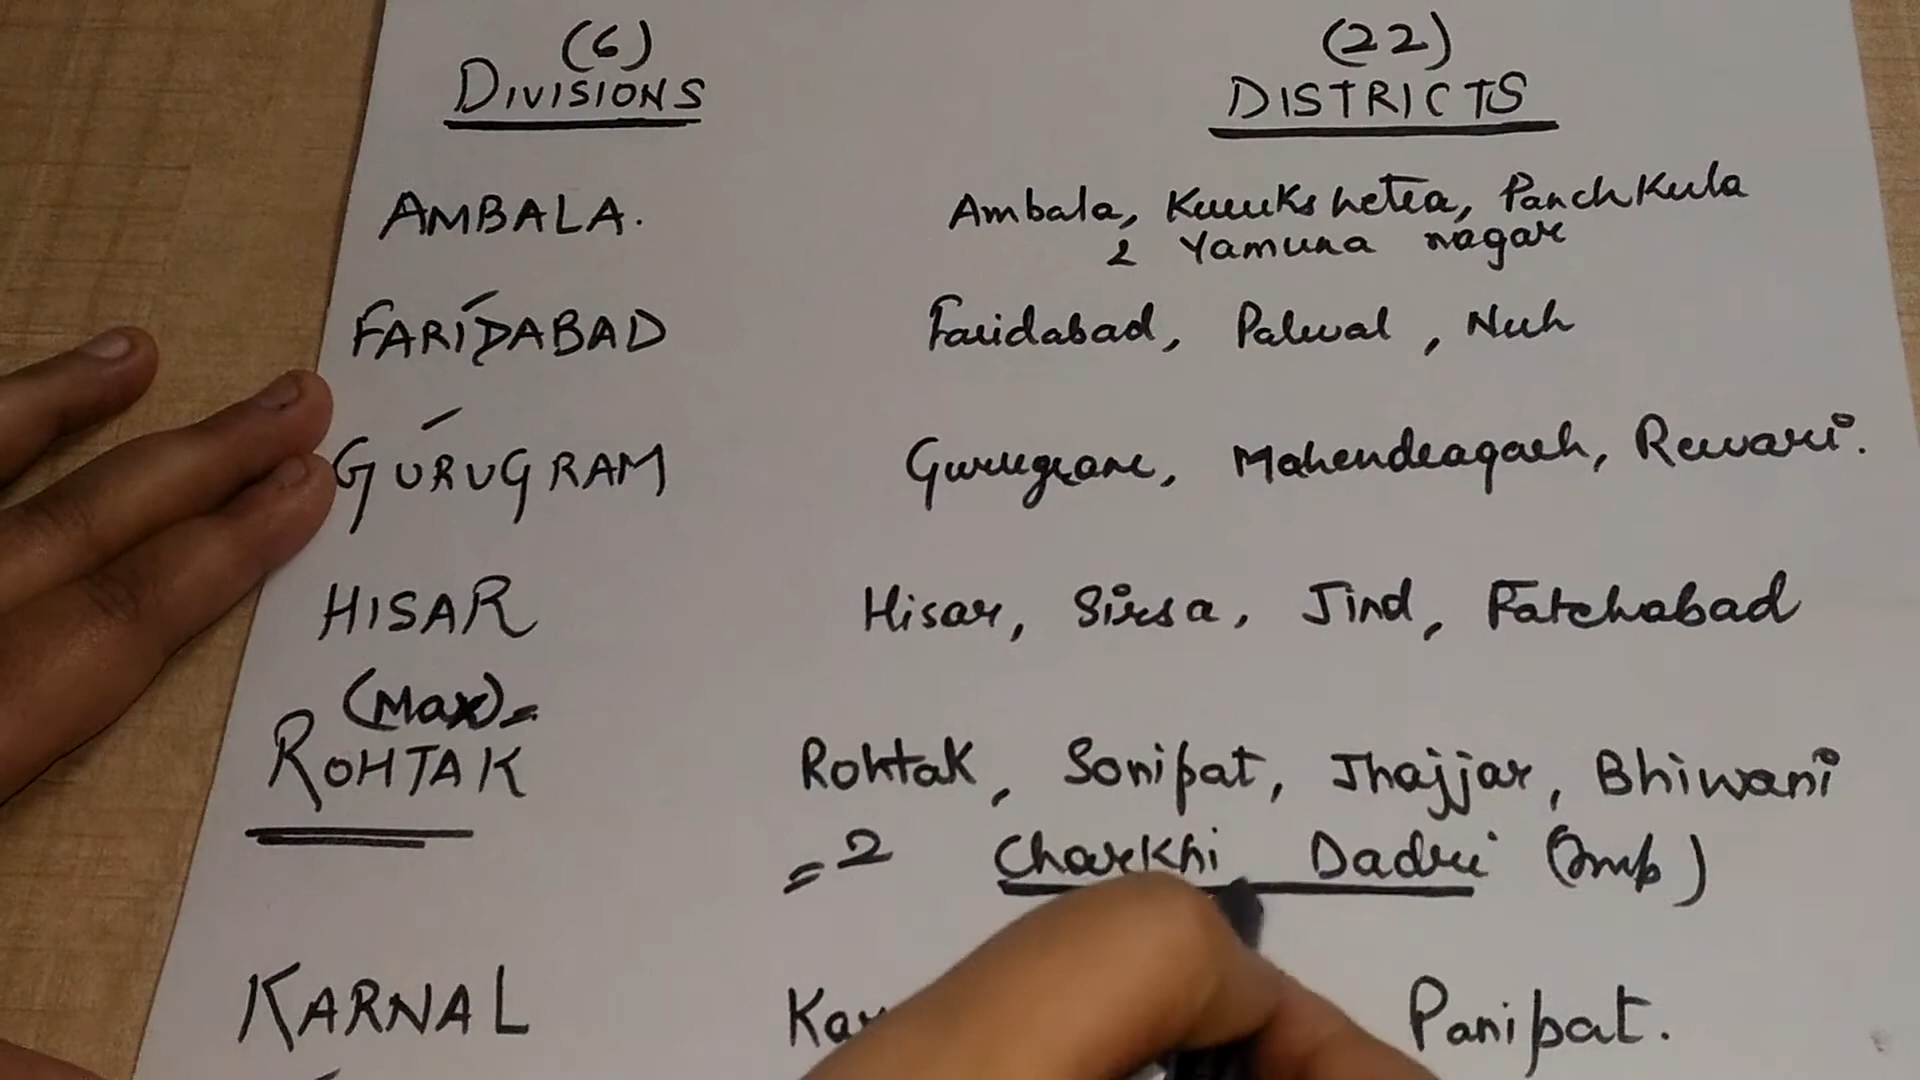 (6) (22)
DIVISIONS DISTRICTS
AMBALA. Ambala, Kurukshetra, PanchKula
& Yamuna nagar
FARIDABAD Faridabad, Palwal, Nuh
GURUGRAM Gurugram, Mahendragarh, Rewari.
HISAR Hisar, Sirsa, Jind, Fatehabad
(Max)
ROHTAK Rohtak, Sonipat, Jhajjar, Bhiwani
& Charkhi Dadri (Imp)
KARNAL Panipat.